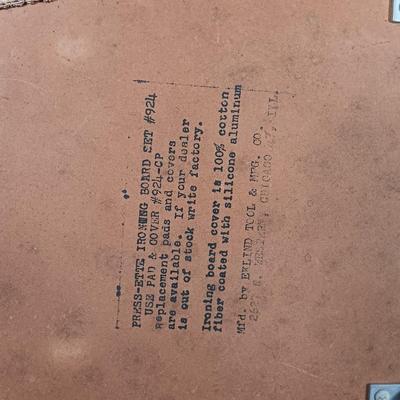 PRESS-ETTE IRONING BOARD SET #924
USE PAD & COVER #924-CP
Replacement pads and covers
are available. If your dealer
is out of stock write factory.
Ironing board cover is 100% cotton
fiber coated with silicone aluminum
Mfd. by EKLIND TOOL & MFG. CO.
N. CHICAGO ILL.